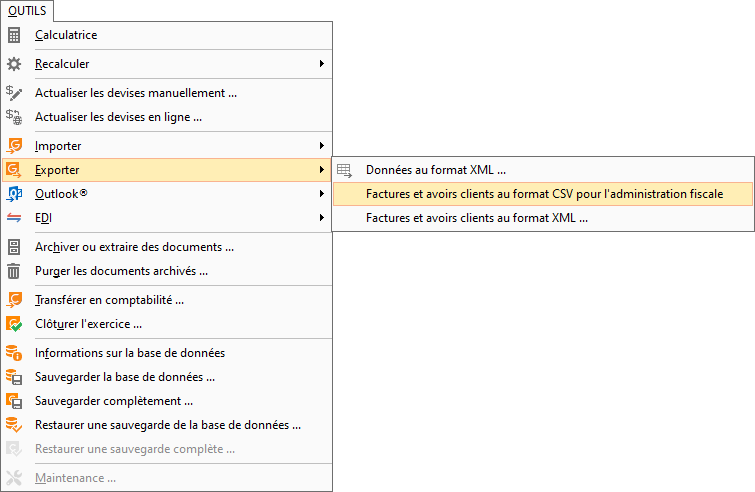 OUTILS
Calculatrice
Recalculer
Actualiser les devises manuellement ...
Actualiser les devises en ligne ...
Importer
Exporter
Données au format XML ...
Factures et avoirs clients au format CSV pour l'administration fiscale
Factures et avoirs clients au format XML ...
Outlook®
EDI
Archiver ou extraire des documents ...
Purger les documents archivés ...
Transférer en comptabilité ...
Clôturer l'exercice ...
Informations sur la base de données
Sauvegarder la base de données ...
Sauvegarder complètement ...
Restaurer une sauvegarde de la base de données ...
Restaurer une sauvegarde complète ...
Maintenance ...